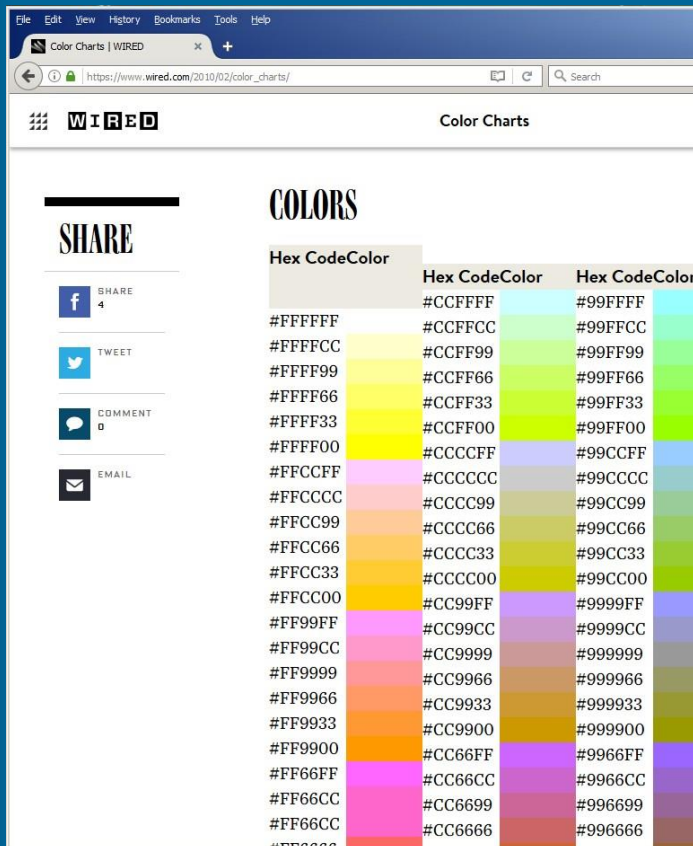 File Edit View History Bookmarks Tools Help
Color Charts | WIRED
https://www.wired.com/2010/02/color_charts/
Search
WIRED
Color Charts
SHARE
SHARE
4
TWEET
COMMENT
0
EMAIL
COLORS
Hex CodeColor
#FFFFFF
#FFFFCC
#FFFF99
#FFFF66
#FFFF33
#FFFF00
#FFCCFF
#FFCCCC
#FFCC99
#FFCC66
#FFCC33
#FFCC00
#FF99FF
#FF99CC
#FF9999
#FF9966
#FF9933
#FF9900
#FF66FF
#FF66CC
#FF66CC
Hex CodeColor
#CCFFFF
#CCFFCC
#CCFF99
#CCFF66
#CCFF33
#CCFF00
#CCCCFF
#CCCCCC
#CCCC99
#CCCC66
#CCCC33
#CCCC00
#CC99FF
#CC99CC
#CC9999
#CC9966
#CC9933
#CC9900
#CC66FF
#CC66CC
#CC6699
#CC6666
Hex CodeColor
#99FFFF
#99FFCC
#99FF99
#99FF66
#99FF33
#99FF00
#99CCFF
#99CCCC
#99CC99
#99CC66
#99CC33
#99CC00
#9999FF
#9999CC
#999999
#999966
#999933
#999900
#9966FF
#9966CC
#996699
#996666